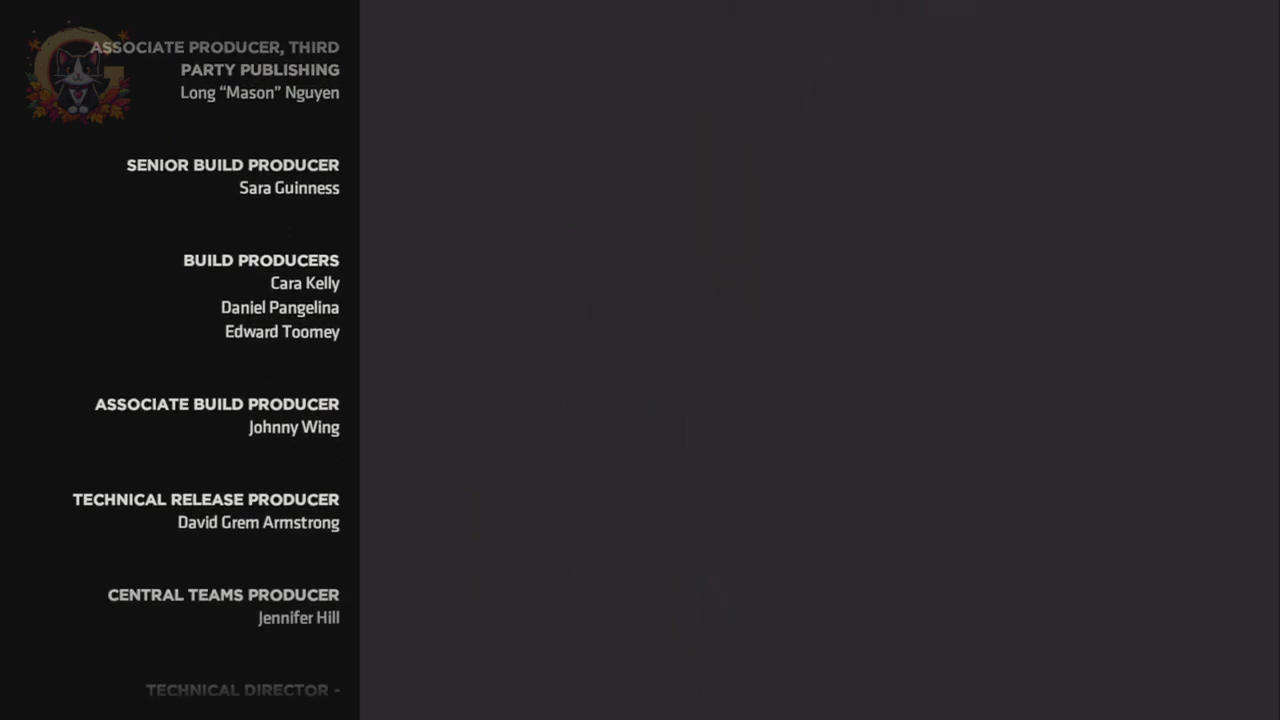 ASSOCIATE PRODUCER, THIRD
PARTY PUBLISHING
Long “Mason” Nguyen
SENIOR BUILD PRODUCER
Sara Guinness
BUILD PRODUCERS
Cara Kelly
Daniel Pangelina
Edward Toomey
ASSOCIATE BUILD PRODUCER
Johnny Wing
TECHNICAL RELEASE PRODUCER
David Grem Armstrong
CENTRAL TEAMS PRODUCER
Jennifer Hill
TECHNICAL DIRECTOR -